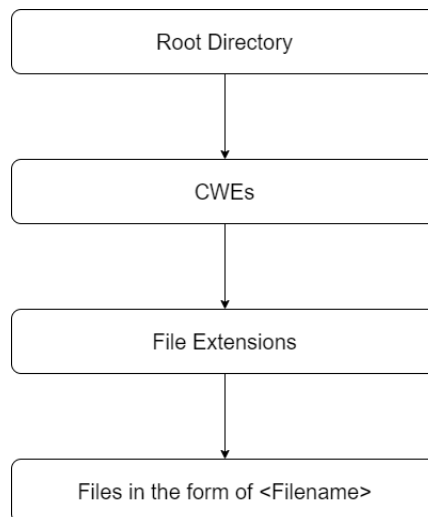 Root Directory
CWEs
File Extensions
Files in the form of <Filename>